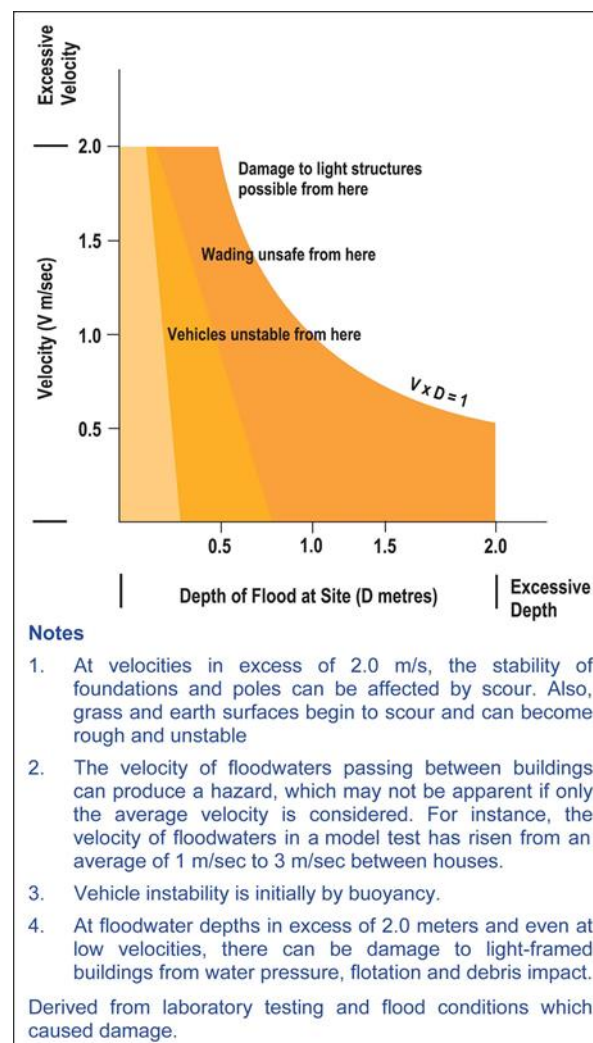 Excessive
Velocity
2.0
Damage to light structures
possible from here
1.5
Wading unsafe from here
Velocity (V m/sec)
1.0
Vehicles unstable from here
V x D = 1
0.5
0.5 1.0 1.5 2.0
Depth of Flood at Site (D metres)
Excessive
Depth
Notes
1. At velocities in excess of 2.0 m/s, the stability of
foundations and poles can be affected by scour. Also,
grass and earth surfaces begin to scour and can become
rough and unstable
2. The velocity of floodwaters passing between buildings
can produce a hazard, which may not be apparent if only
the average velocity is considered. For instance, the
velocity of floodwaters in a model test has risen from an
average of 1 m/sec to 3 m/sec between houses.
3. Vehicle instability is initially by buoyancy.
4. At floodwater depths in excess of 2.0 meters and even at
low velocities, there can be damage to light-framed
buildings from water pressure, flotation and debris impact.
Derived from laboratory testing and flood conditions which
caused damage.